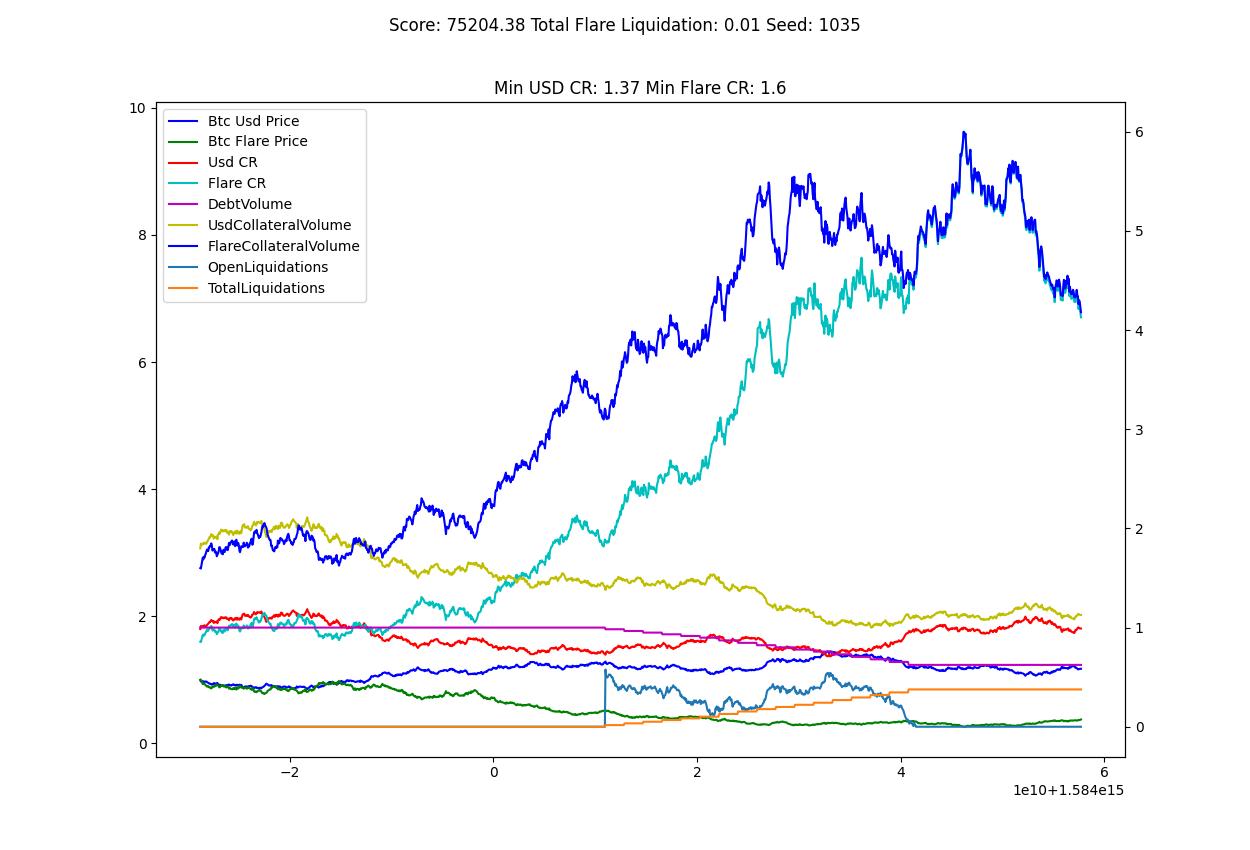 Score: 75204.38 Total Flare Liquidation: 0.01 Seed: 1035
Min USD CR: 1.37 Min Flare CR: 1.6
Btc Usd Price
Btc Flare Price
Usd CR
Flare CR
DebtVolume
UsdCollateralVolume
FlareCollateralVolume
OpenLiquidations
TotalLiquidations
10
8
6
4
2
0
6
5
4
3
2
1
0
−2
0
2
4
6
1e10+1.584e15